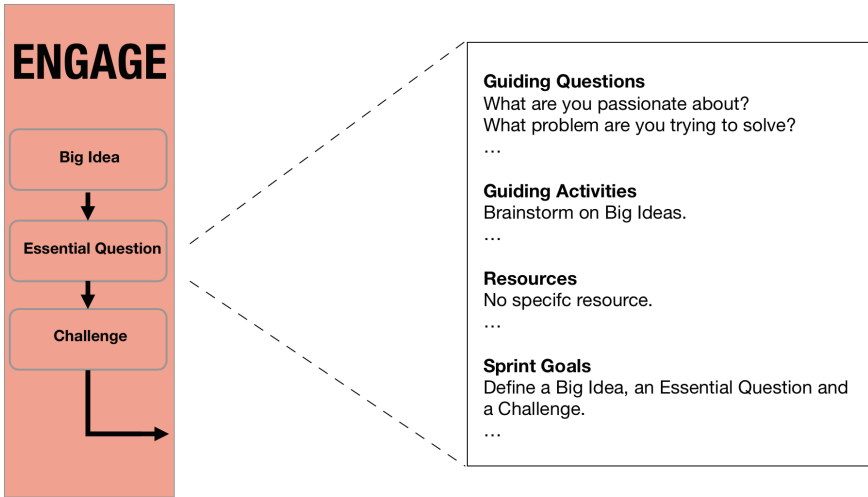 ENGAGE
Big Idea
Essential Question
Challenge
Guiding Questions
What are you passionate about?
What problem are you trying to solve?
…
Guiding Activities
Brainstorm on Big Ideas.
…
Resources
No specifc resource.
…
Sprint Goals
Define a Big Idea, an Essential Question and
a Challenge.
…